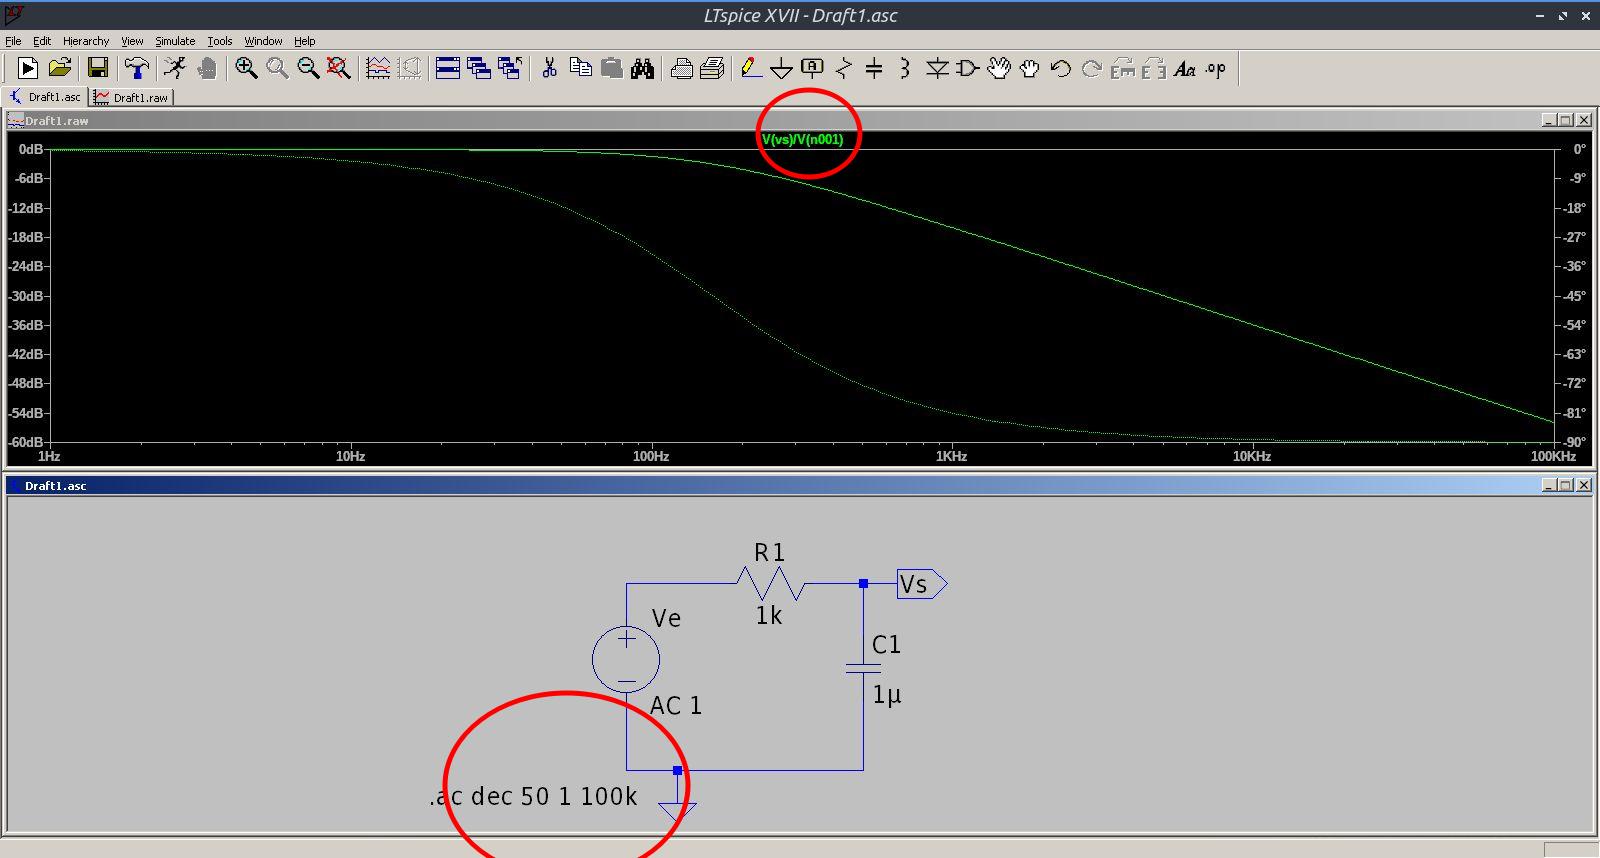 LTspice XVII - Draft1.asc
File Edit Hierarchy View Simulate Tools Window Help
Draft1.asc Draft1.raw
Draft1.raw
V(vs)/V(n001)
0dB 0°
-6dB -9°
-12dB -18°
-18dB -27°
-24dB -36°
-30dB -45°
-36dB -54°
-42dB -63°
-48dB -72°
-54dB -81°
-60dB -90°
1Hz 10Hz 100Hz 1KHz 10KHz 100KHz
Draft1.asc
R1
1k
Vs
Ve
AC 1
C1
1µ
.ac dec 50 1 100k